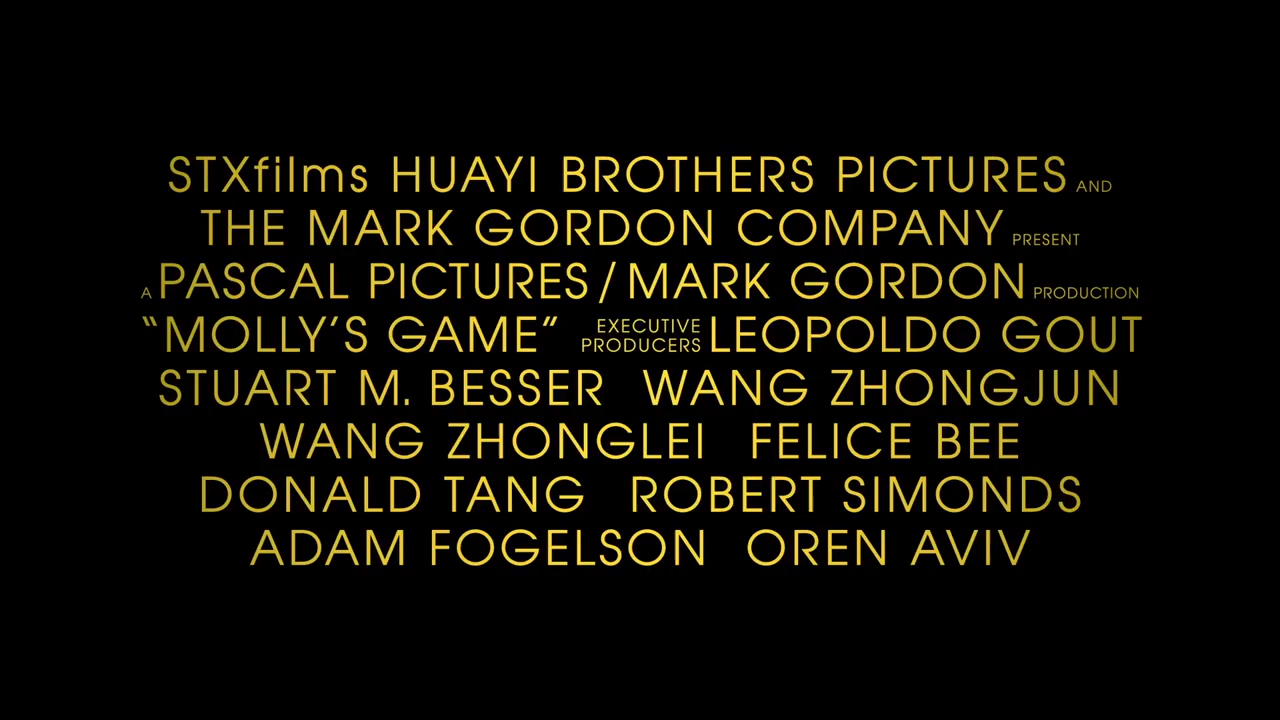 STXfilms HUAYI BROTHERS PICTURES AND
THE MARK GORDON COMPANY PRESENT
A PASCAL PICTURES / MARK GORDON PRODUCTION
“MOLLY’S GAME” EXECUTIVE PRODUCERS LEOPOLDO GOUT
STUART M. BESSER WANG ZHONGJUN
WANG ZHONGLEI FELICE BEE
DONALD TANG ROBERT SIMONDS
ADAM FOGELSON OREN AVIV